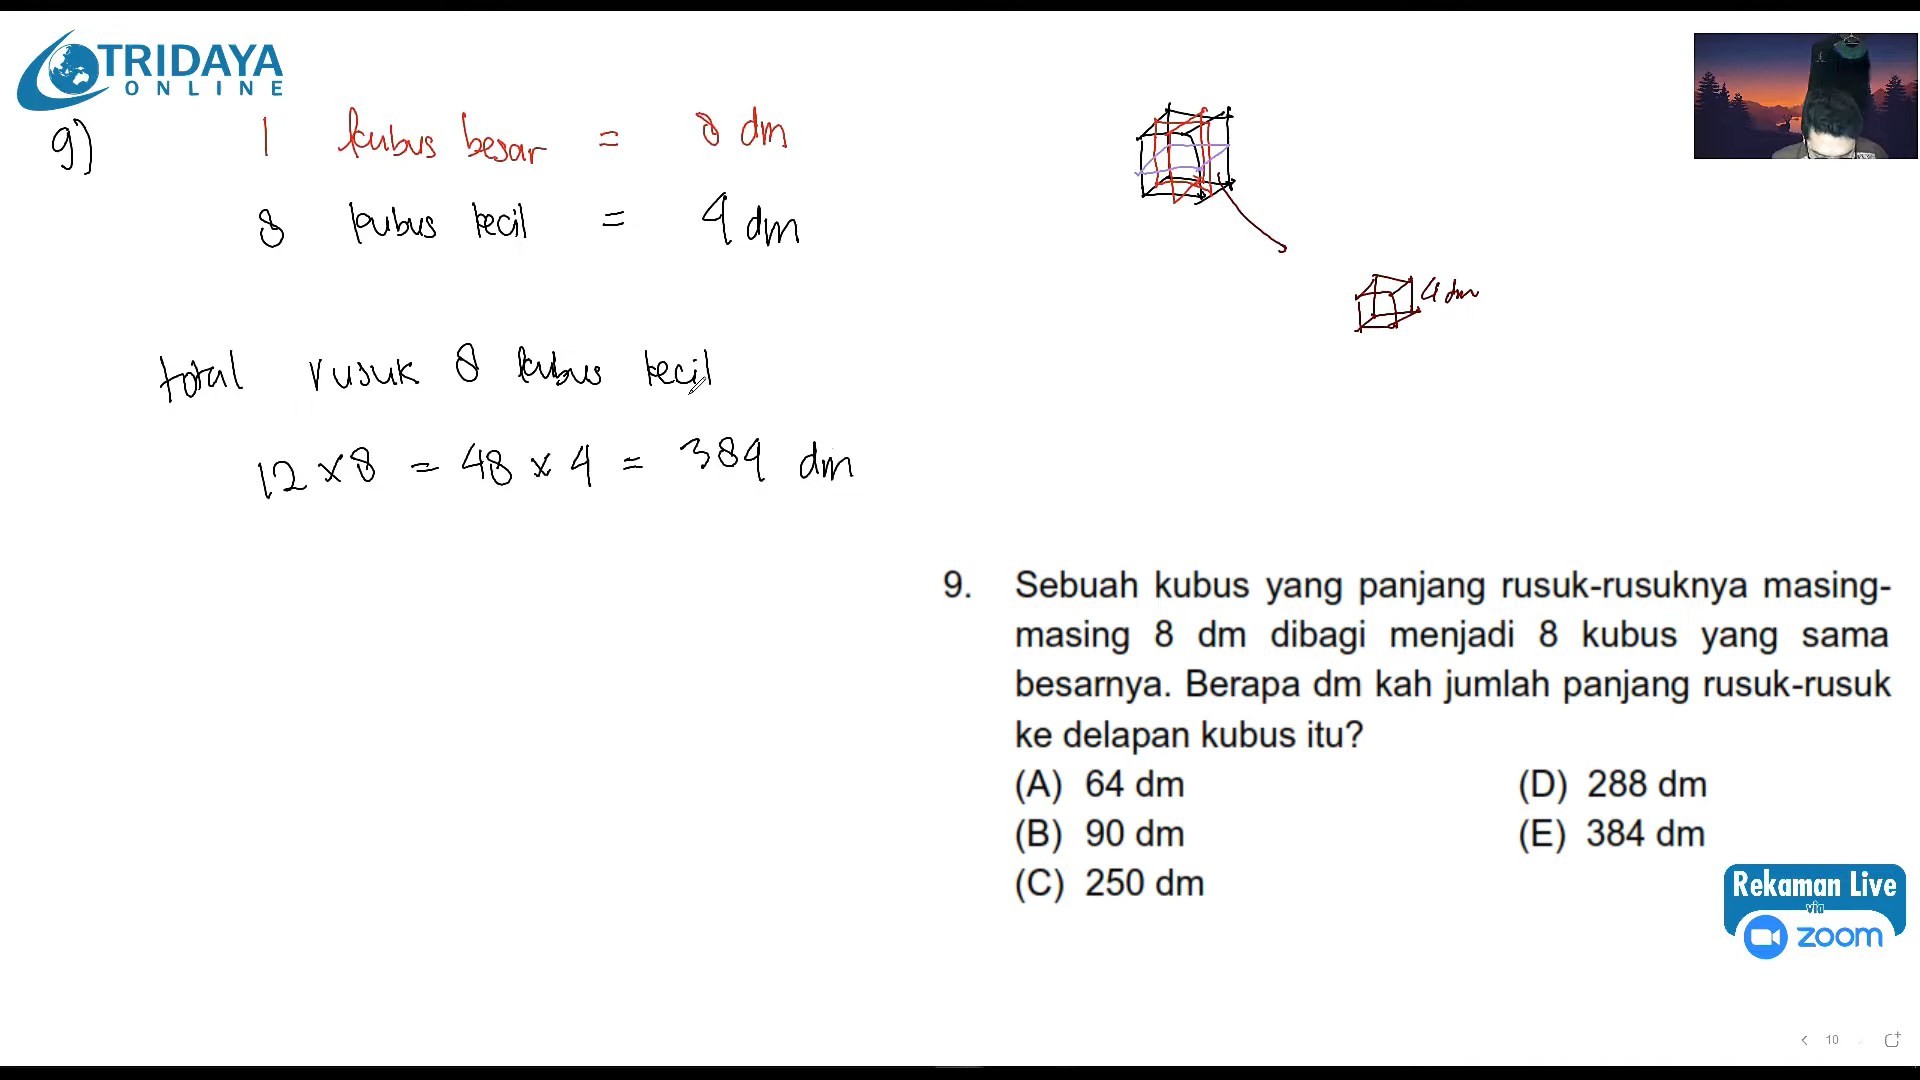 TRIDAYA
ONLINE
9)
1 kubus besar = 8 dm
8 kubus kecil = 4 dm
4 dm
total rusuk 8 kubus kecil
12 x 8 = 48 x 4 = 384 dm
9. Sebuah kubus yang panjang rusuk-rusuknya masing-
masing 8 dm dibagi menjadi 8 kubus yang sama
besarnya. Berapa dm kah jumlah panjang rusuk-rusuk
ke delapan kubus itu?
(A) 64 dm
(B) 90 dm
(C) 250 dm
(D) 288 dm
(E) 384 dm
Rekaman Live
via
zoom
10